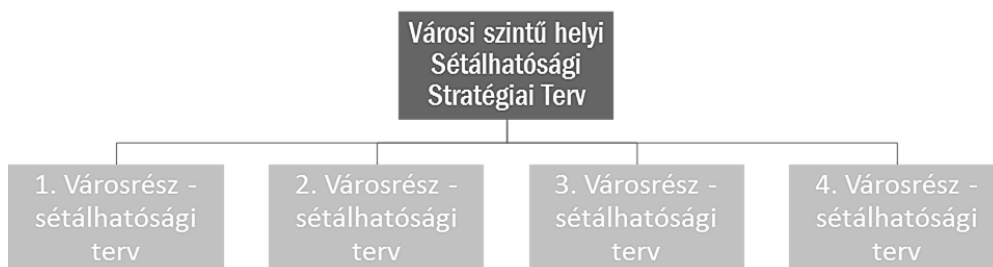 Városi szintű helyi
Sétálhatósági
Stratégiai Terv
1. Városrész -
sétálhatósági
terv
2. Városrész -
sétálhatósági
terv
3. Városrész -
sétálhatósági
terv
4. Városrész -
sétálhatósági
terv